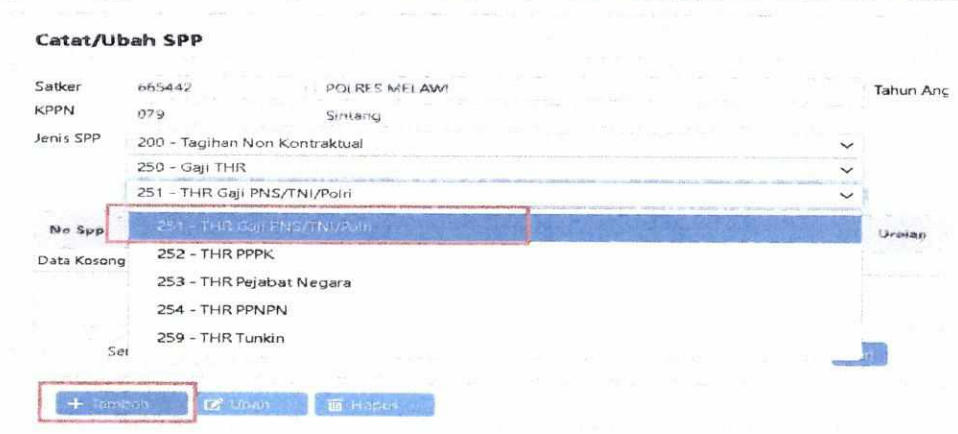 Catat/Ubah SPP
Satker 665442 : POLRES MELAWI Tahun Ang
KPPN 079 Sintang
Jenis SPP 200 - Tagihan Non Kontraktual
250 - Gaji THR
251 - THR Gaji PNS/TNI/Polri
No Spp 251 - THR Gaji PNS/TNI/Polri Uraian
Data Kosong 252 - THR PPPK
253 - THR Pejabat Negara
254 - THR PPNPN
259 - THR Tunkin
Se
+ Tambah Ubah Hapus